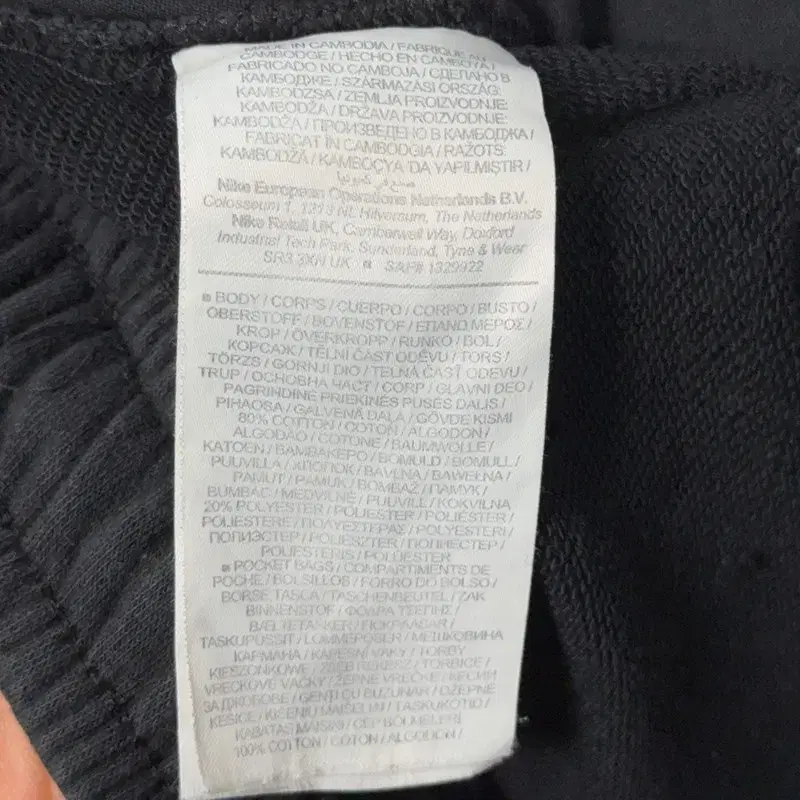 MADE IN CAMBODIA / FABRIQUE AU
CAMBODGE / HECHO EN CAMBOYA /
FABRICADO NO CAMBOJA / СДЕЛАНО В
КАМБОДЖЕ / SZÁRMAZÁSI ORSZÁG:
KAMBODZSA / ZEMLJA PROIZVODNJE:
KAMBODŽA / DRŽAVA PROIZVODNJE:
KAMBODŽA / ПРОИЗВЕДЕНО В КАМБОДЖА /
FABRICAT ÎN CAMBODGIA / RAŽOTS:
KAMBODŽĀ / KAMBOÇYA 'DA YAPILMIŞTIR /
Nike European Operations Netherlands B.V.
Colosseum 1, 1213 NL Hilversum, The Netherlands
Nike Retail UK, Camberwell Way, Doxford
Industrial Tech Park, Sunderland, Tyne & Wear
SR3 3XN UK SAP# 1329922
BODY / CORPS / CUERPO / CORPO / BUSTO /
OBERSTOFF / BOVENSTOF / ΕΠΑΝΩ ΜΕΡΟΣ /
KROP / ÖVERKROPP / RUNKO / BOL /
КОРСАЖ / TĚLNÍ ČÁST ODĚVU / TORS /
TÖRZS / GORNJI DIO / TELNÁ ČASŤ ODEVU /
TRUP / ОСНОВНА ЧАСТ / CORP / GLAVNI DEO /
PAGRINDINĖ PRIEKINĖS PUSĖS DALIS /
PIHAOSA / GALVENĀ DAĻA / GÖVDE KISMI
80% COTTON / COTON / ALGODÓN /
ALGODÃO / COTONE / BAUMWOLLE /
KATOEN / ΒΑΜΒΑΚΕΡΟ / BOMULD / BOMULL /
PUUVILLA / ХЛОПОК / BAVLNA / BAWEŁNA /
PAMUT / PAMUK / BOMBAŽ / ПАМУК /
BUMBAC / MEDVILNĖ / PUUVILL / KOKVILNA
20% POLYESTER / POLIÉSTER / POLIÉSTER /
POLIESTERE / ΠΟΛΥΕΣΤΕΡΑΣ / POLYESTERI /
ПОЛИЭСТЕР / POLIÉSZTER / ПОЛИЕСТЕР /
POLIESTERIS / POLÜESTER
POCKET BAGS / COMPARTIMENTS DE
POCHE / BOLSILLOS / FORRO DO BOLSO /
BORSE TASCA / TASCHENBEUTEL / ZAK
BINNENSTOF / ΦΟΔΡΑ ΤΣΕΠΗΣ /
TASKUPUSSIT / LOMMEPOSER / МЕШКОВИНА
КАРМАНА / KAPESNÍ VAKY / TORBY
KIESZONKOWE / ZSEB RÉSZEK / TORBICE /
VRECKOVÉ VAČKY / ŽEPNE VREČKE /
ЗА ДЖОБОВЕ / GENȚI CU BUZUNAR / DŽEPNE
KESICE / KIŠENIŲ MAIŠELIAI / TASKUKOTID /
KABATAS MAISIŅI / CEP BÖLMELERİ
100% COTTON / COTON / ALGODÓN /